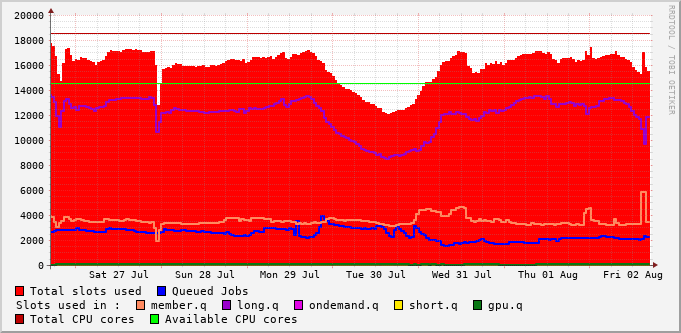 20000
18000
16000
14000
12000
10000
8000
6000
4000
2000
0
Sat 27 Jul Sun 28 Jul Mon 29 Jul Tue 30 Jul Wed 31 Jul Thu 01 Aug Fri 02 Aug
Total slots used Queued Jobs
Slots used in : member.q long.q ondemand.q short.q gpu.q
Total CPU cores Available CPU cores
RRDTOOL / TOBI OETIKER